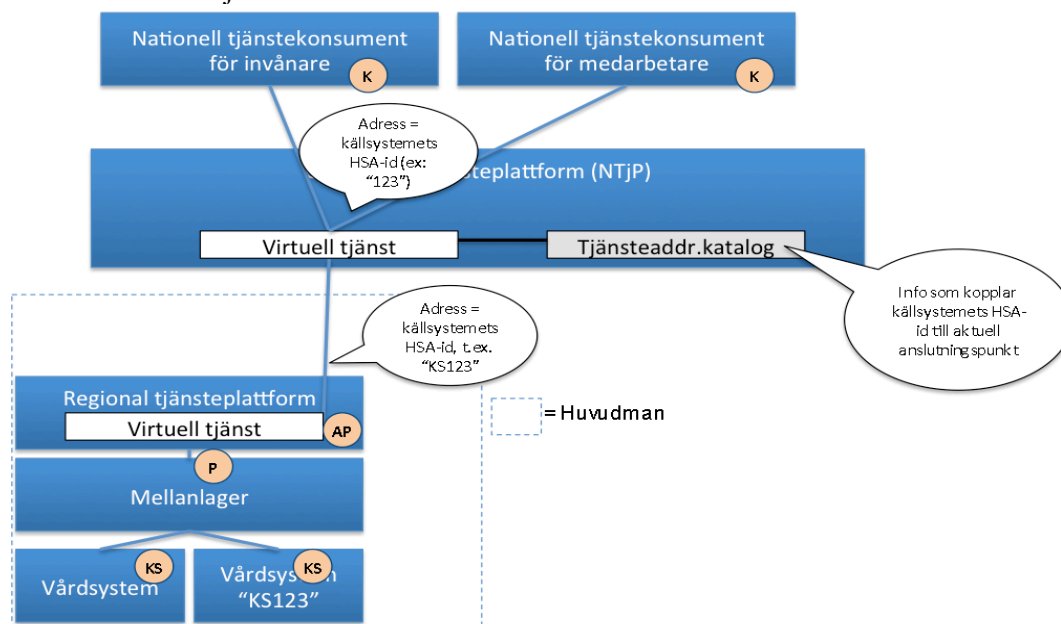 Nationell tjänstekonsument
för invånare
K
Nationell tjänstekonsument
för medarbetare
K
Adress =
källsystemets
HSA-id (ex:
“123”)
steplattform (NTjP)
Virtuell tjänst
Tjänsteaddr.katalog
Info som kopplar
källsystemets HSA-
id till aktuell
anslutningspunkt
Adress =
källsystemets
HSA-id, t.ex.
“KS123”
Regional tjänsteplattform
Virtuell tjänst
AP
= Huvudman
P
Mellanlager
Vårdsystem
KS
Vårdsystem
“KS123”
KS